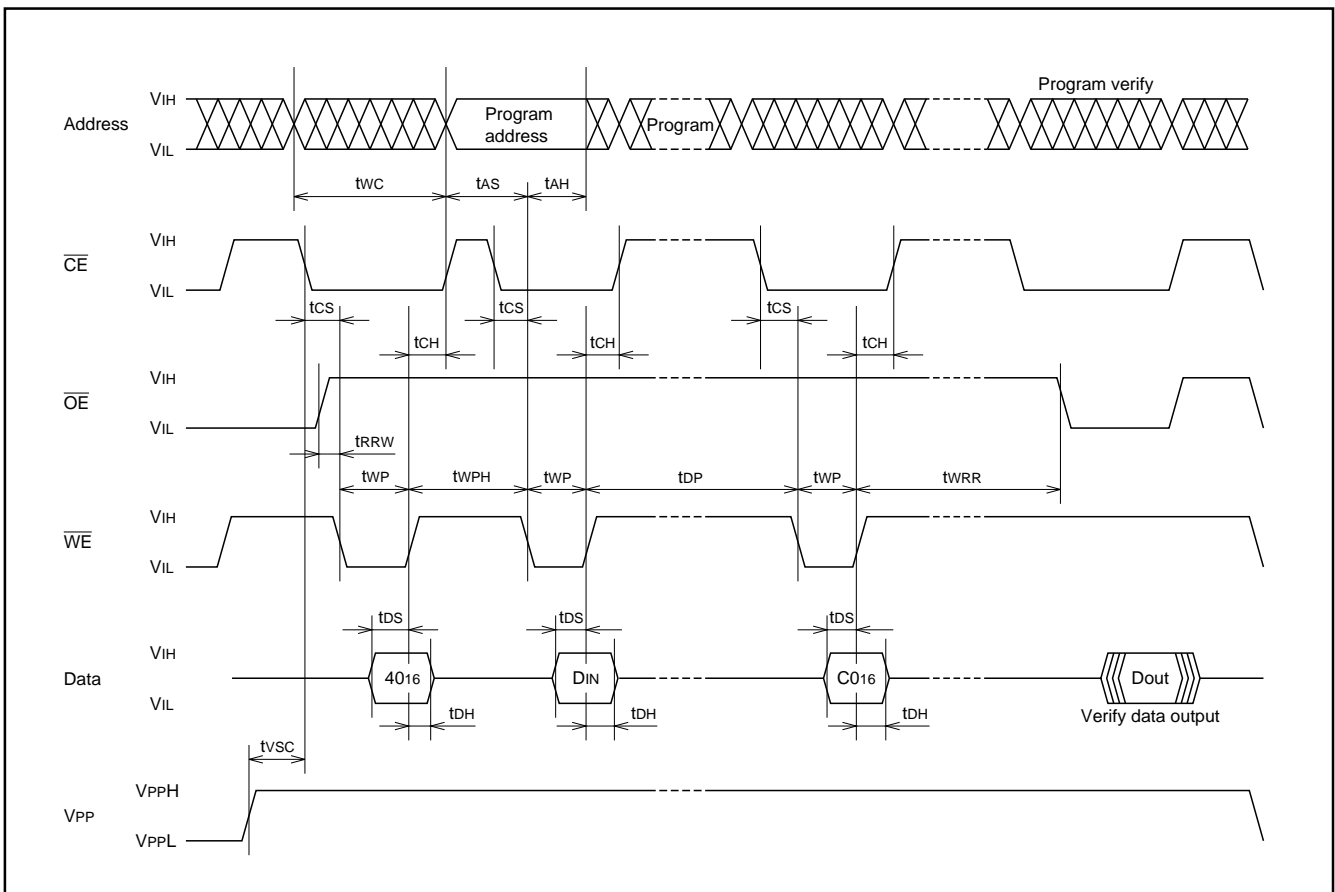 Program verify
VIH
Address
VIL
Program
address
Program
tWC
tAS
tAH
VIH
CE
VIL
tCS
tCS
tCS
tCH
tCH
tCH
VIH
OE
VIL
tRRW
tWP
tWPH
tWP
tDP
tWP
tWRR
VIH
WE
VIL
tDS
tDS
tDS
VIH
Data
VIL
4016
DIN
C016
Dout
tDH
tDH
tDH
Verify data output
tVSC
VPPH
VPP
VPPL